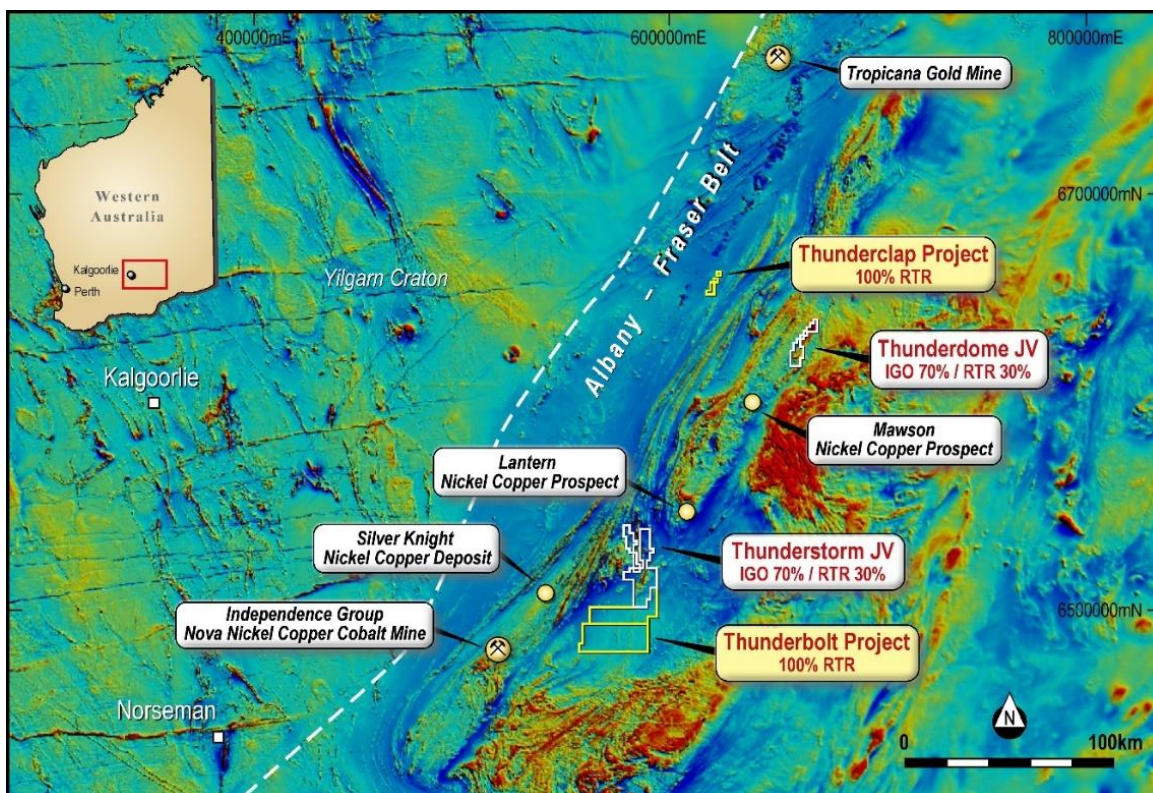 400000mE
600000mE
800000mE
Tropicana Gold Mine
Western
Australia
Kalgoorlie
Perth
6700000mN
Albany – Fraser Belt
Yilgarn Craton
Thunderclap Project
100% RTR
Thunderdome JV
IGO 70% / RTR 30%
Kalgoorlie
Mawson
Nickel Copper Prospect
Lantern
Nickel Copper Prospect
Silver Knight
Nickel Copper Deposit
Thunderstorm JV
IGO 70% / RTR 30%
Independence Group
Nova Nickel Copper Cobalt Mine
6500000mN
Thunderbolt Project
100% RTR
Norseman
N
0
100km